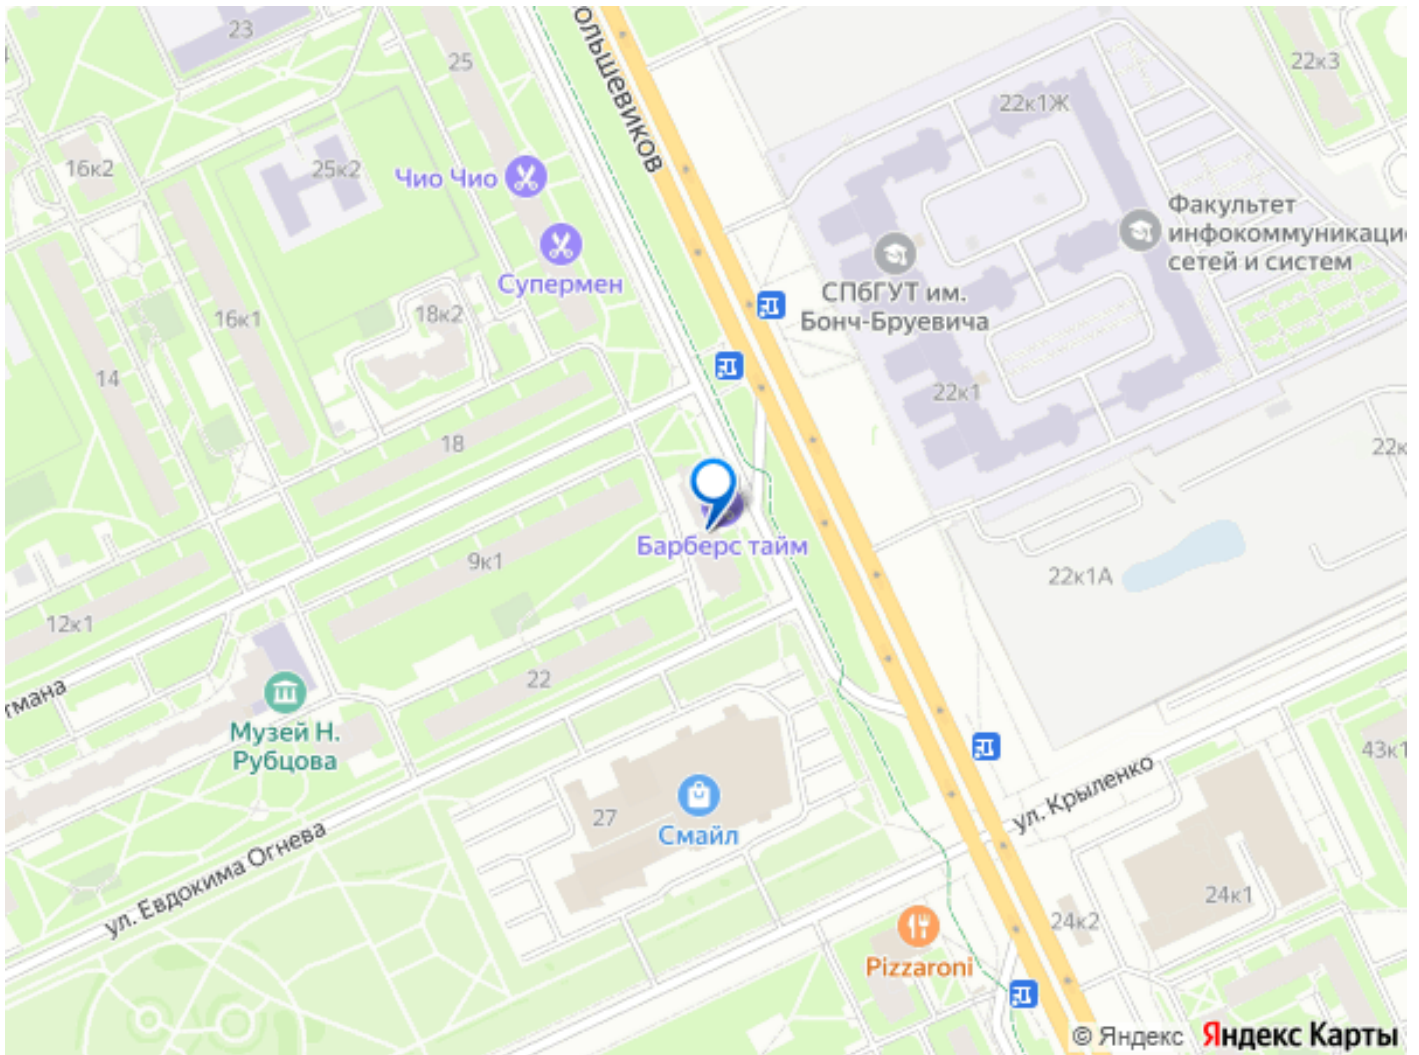 23
25
ольшевиков
22к3
22к1Ж
16к2
25к2
Чио Чио
Факультет
инфокоммуникацио
сетей и систем
Супермен
СПбГУТ им.
Бонч-Бруевича
16к1
18к2
14
22к1
18
22к
Барберс тайм
9к1
22к1А
12к1
22
тмана
Музей Н.
Рубцова
43к1
ул. Крыленко
27
Смайл
ул. Евдокима Огнева
24к1
24к2
Pizzaroni
© Яндекс Яндекс Карты